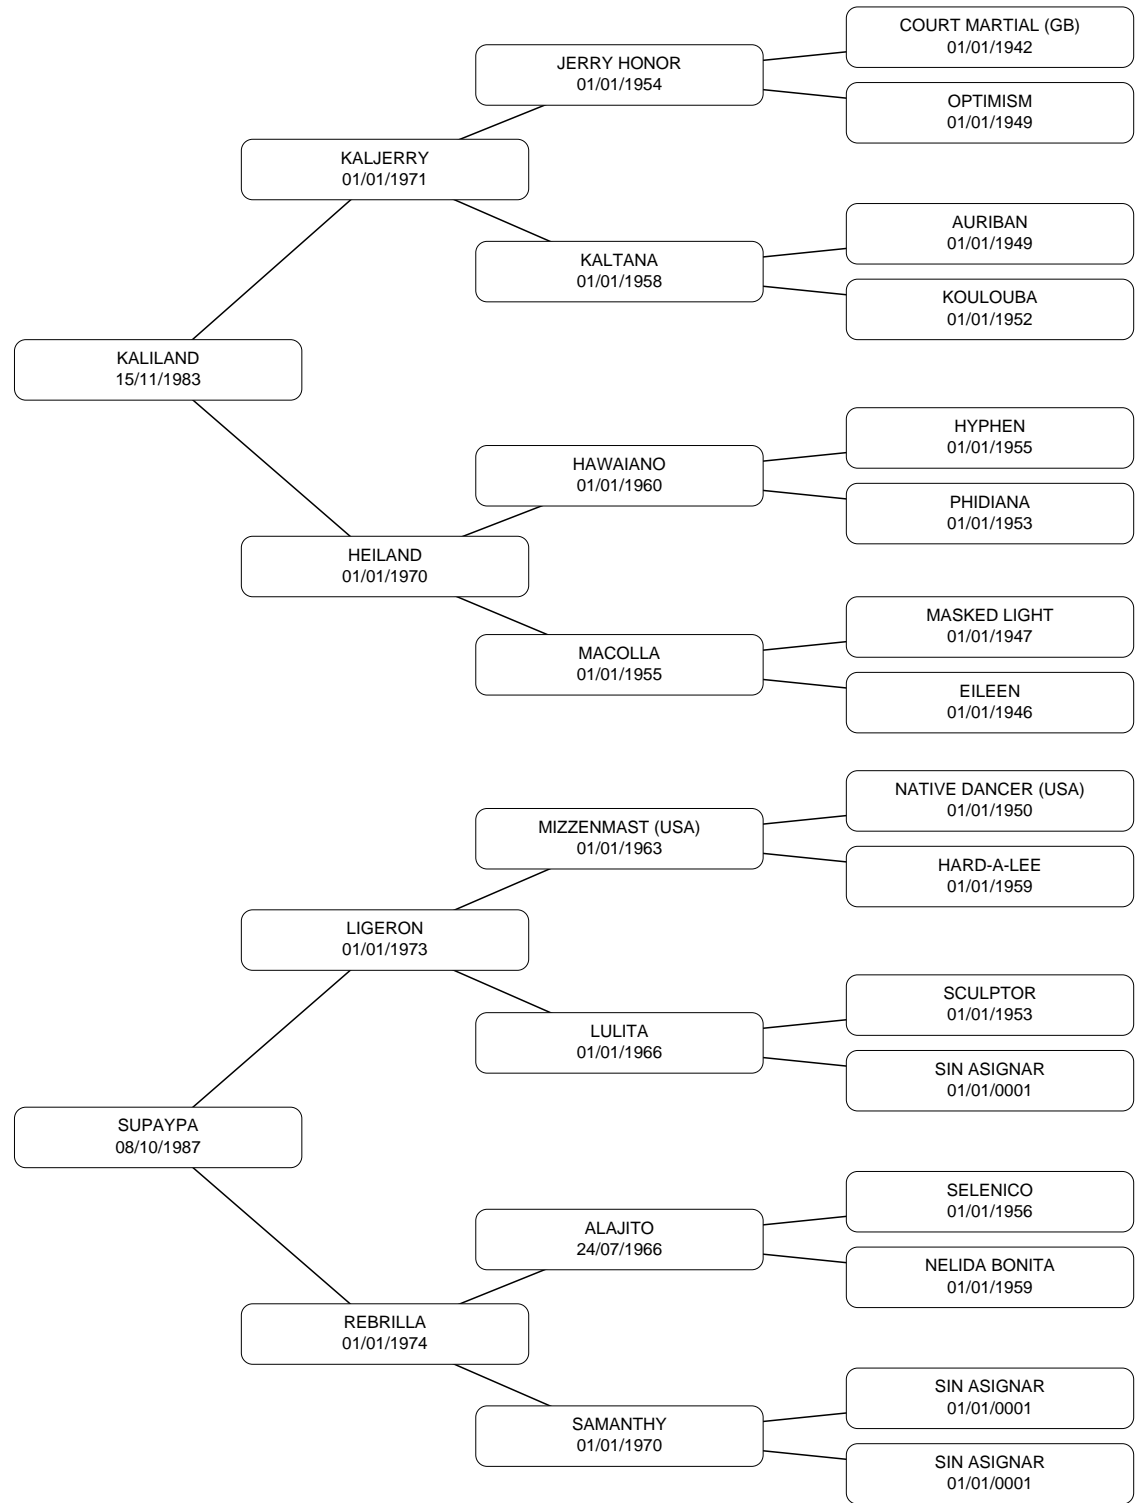 COURT MARTIAL (GB)
01/01/1942
JERRY HONOR
01/01/1954
OPTIMISM
01/01/1949
KALJERRY
01/01/1971
AURIBAN
01/01/1949
KALTANA
01/01/1958
KOULOUBA
01/01/1952
KALILAND
15/11/1983
HYPHEN
01/01/1955
HAWAIANO
01/01/1960
PHIDIANA
01/01/1953
HEILAND
01/01/1970
MASKED LIGHT
01/01/1947
MACOLLA
01/01/1955
EILEEN
01/01/1946
NATIVE DANCER (USA)
01/01/1950
MIZZENMAST (USA)
01/01/1963
HARD-A-LEE
01/01/1959
LIGERON
01/01/1973
SCULPTOR
01/01/1953
LULITA
01/01/1966
SIN ASIGNAR
01/01/0001
SUPAYPA
08/10/1987
SELENICO
01/01/1956
ALAJITO
24/07/1966
NELIDA BONITA
01/01/1959
REBRILLA
01/01/1974
SIN ASIGNAR
01/01/0001
SAMANTHY
01/01/1970
SIN ASIGNAR
01/01/0001